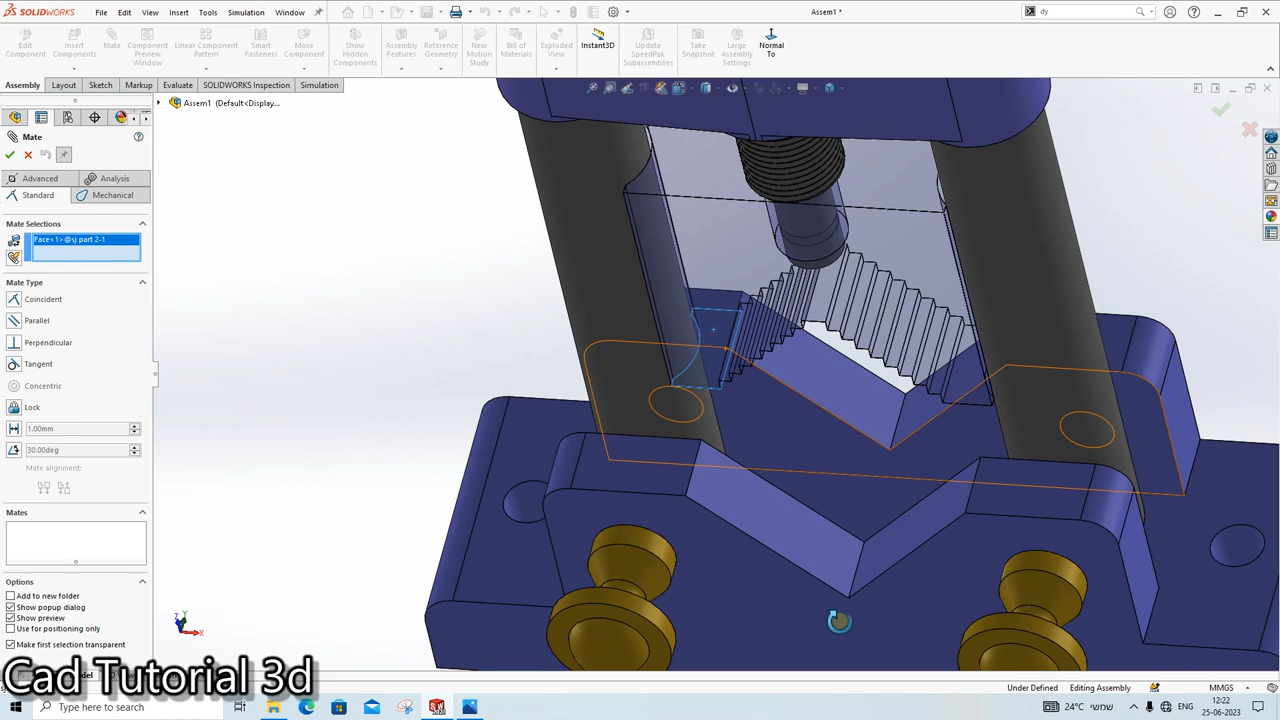 SOLIDWORKS File Edit View Insert Tools Simulation Window Assem1 * dy
Edit Component
Insert Components
Mate
Component Preview Window
Linear Component Pattern
Smart Fasteners
Move Component
Show Hidden Components
Assembly Features
Reference Geometry
New Motion Study
Bill of Materials
Exploded View
Instant3D
Update SpeedPak Subassemblies
Take Snapshot
Large Assembly Settings
Normal To
Assembly Layout Sketch Markup Evaluate SOLIDWORKS Inspection Simulation
Assem1 (Default<Display...
Mate
Advanced Analysis
Standard Mechanical
Mate Selections
Face<1>@sj part 2-1
Mate Type
Coincident
Parallel
Perpendicular
Tangent
Concentric
Lock
1.00mm
30.00deg
Mate alignment:
Mates
Options
Add to new folder
Show popup dialog
Show preview
Use for positioning only
Make first selection transparent
Z Y X
Cad Tutorial 3d
Under Defined Editing Assembly MMGS
Type here to search
24°C ENG 12:22
25-06-2023